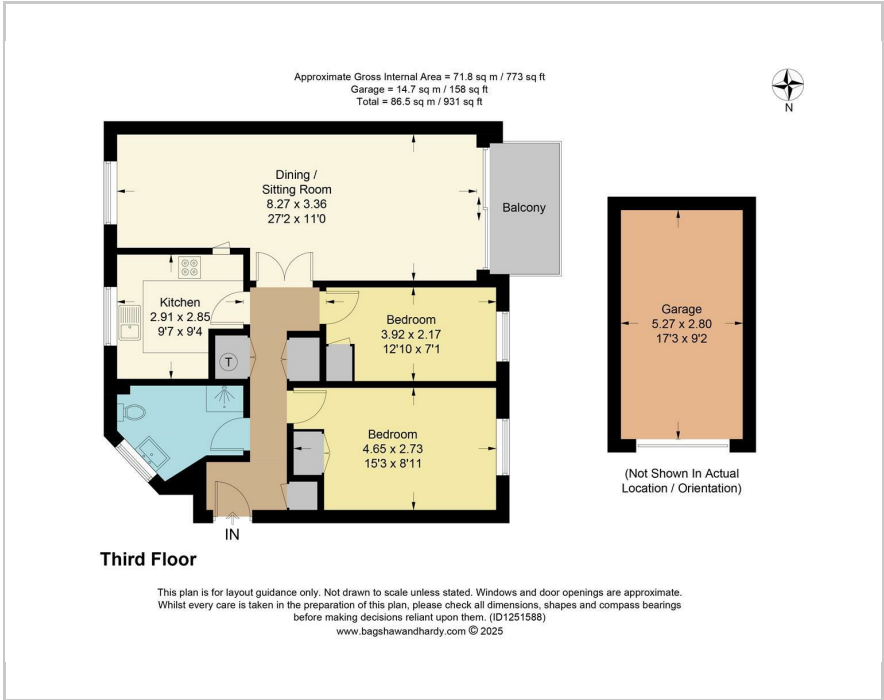 Approximate Gross Internal Area = 71.8 sq m / 773 sq ft
Garage = 14.7 sq m / 158 sq ft
Total = 86.5 sq m / 931 sq ft
N
Dining /
Sitting Room
8.27 x 3.36
27'2 x 11'0
Balcony
Kitchen
2.91 x 2.85
9'7 x 9'4
T
Bedroom
3.92 x 2.17
12'10 x 7'1
Bedroom
4.65 x 2.73
15'3 x 8'11
IN
Garage
5.27 x 2.80
17'3 x 9'2
(Not Shown In Actual
Location / Orientation)
Third Floor
This plan is for layout guidance only. Not drawn to scale unless stated. Windows and door openings are approximate.
Whilst every care is taken in the preparation of this plan, please check all dimensions, shapes and compass bearings
before making decisions reliant upon them. (ID1251588)
www.bagshawandhardy.com © 2025